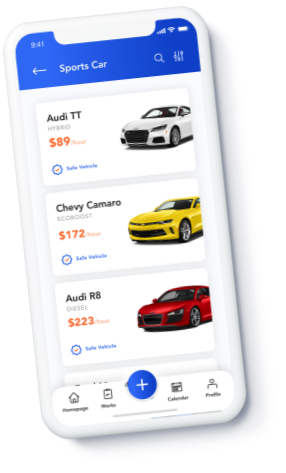 9:41
Sports Car
Audi TT
HYBRID
$89/hour
Safe Vehicle
Chevy Camaro
ECOBOOST
$172/hour
Safe Vehicle
Audi R8
DIESEL
$223/hour
Safe Vehicle
Homepage
Works
Calendar
Profile